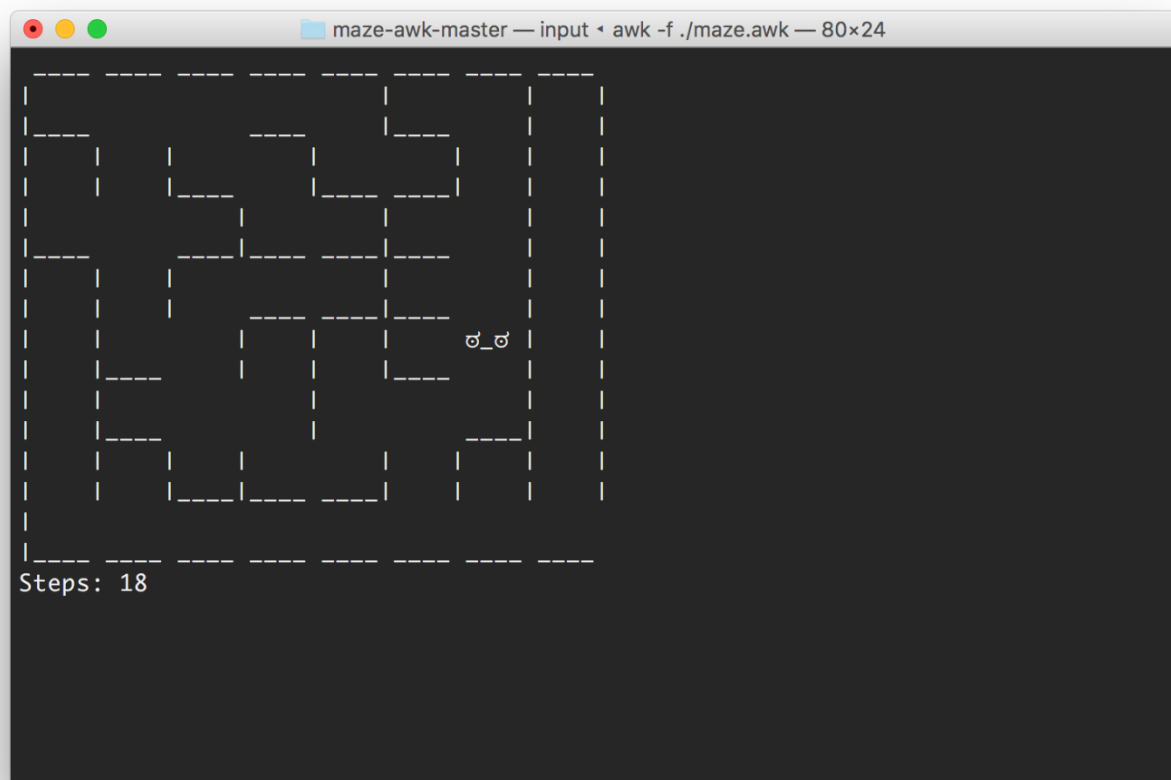 maze-awk-master — input ◂ awk -f ./maze.awk — 80×24
ಠ_ಠ
Steps: 18